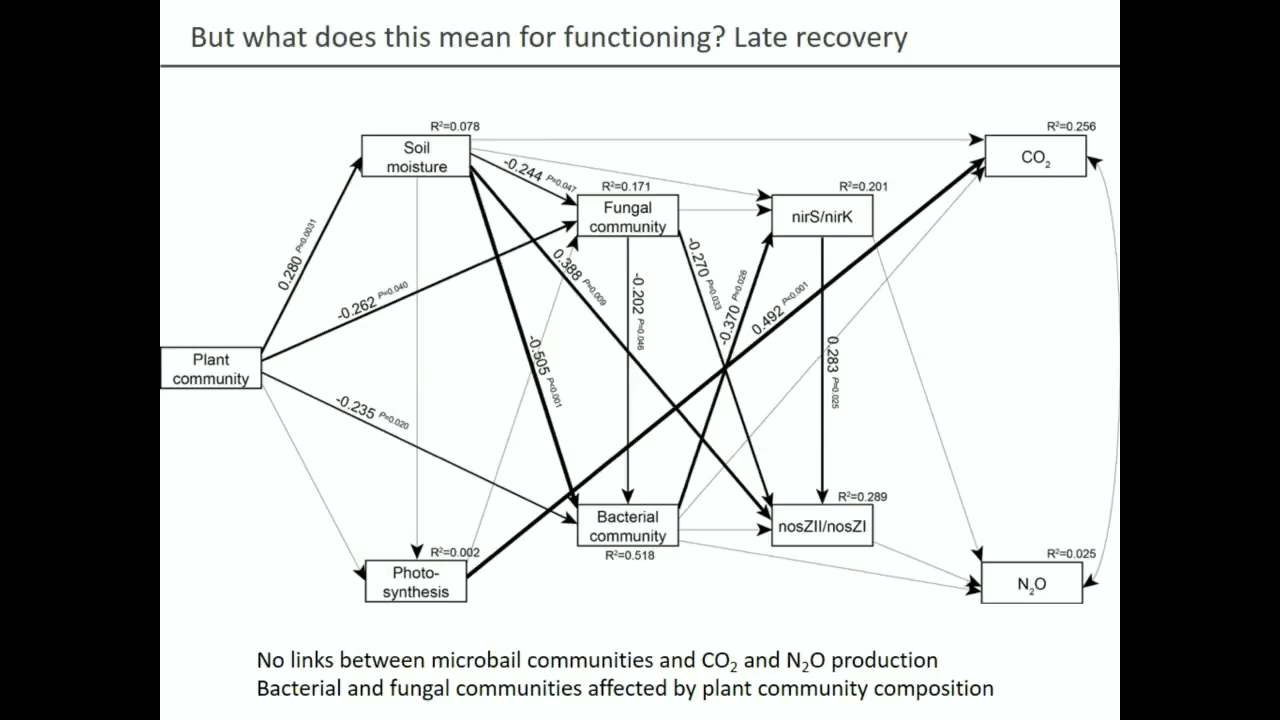 But what does this mean for functioning? Late recovery
R²=0.078
Soil
moisture
R²=0.256
CO₂
-0.244 P=0.047
R²=0.171
Fungal
community
R²=0.201
nirS/nirK
0.280 P=0.0031
-0.262 P=0.040
0.388 P=0.009
-0.202 P=0.046
-0.270 P=0.033
-0.370 P=0.026
0.492 P<0.001
0.283 P=0.025
-0.505 P<0.001
Plant
community
-0.235 P=0.020
Bacterial
community
R²=0.518
R²=0.289
nosZII/nosZI
R²=0.002
Photo-
synthesis
R²=0.025
N₂O
No links between microbail communities and CO₂ and N₂O production
Bacterial and fungal communities affected by plant community composition